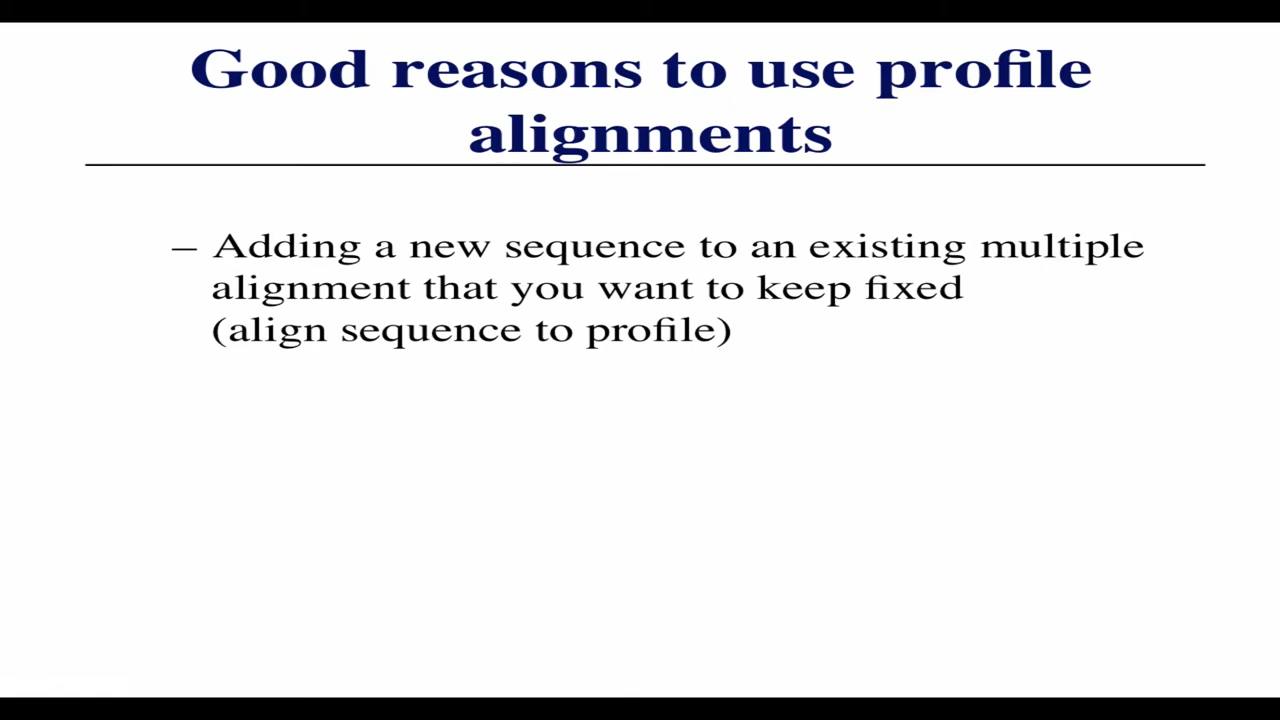 Good reasons to use profile
alignments
– Adding a new sequence to an existing multiple
alignment that you want to keep fixed
(align sequence to profile)